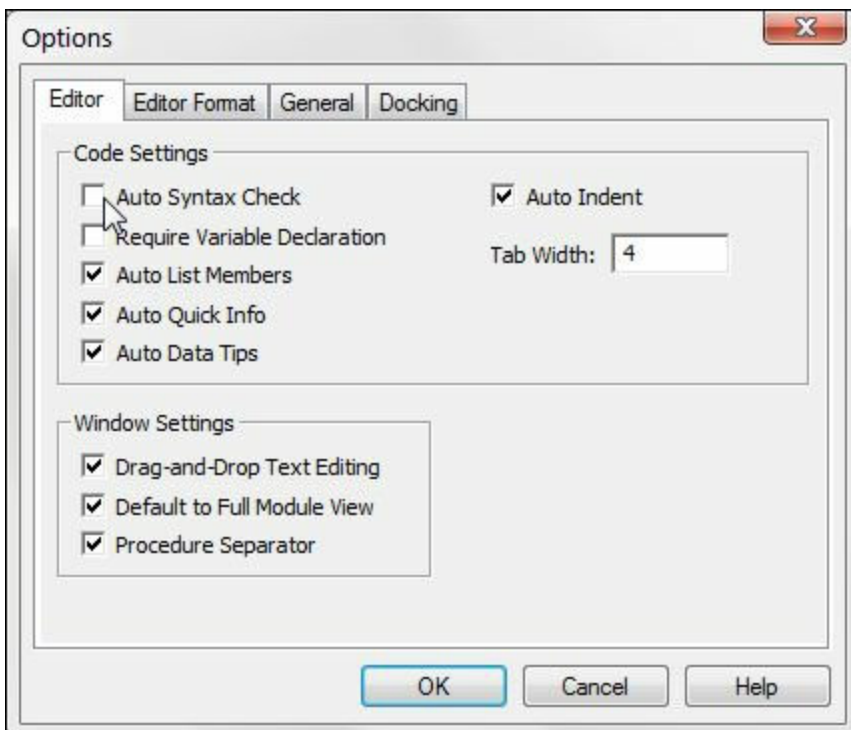 Options
Editor Editor Format General Docking
Code Settings
Auto Syntax Check
Auto Indent
Require Variable Declaration
Tab Width: 4
Auto List Members
Auto Quick Info
Auto Data Tips
Window Settings
Drag-and-Drop Text Editing
Default to Full Module View
Procedure Separator
OK Cancel Help